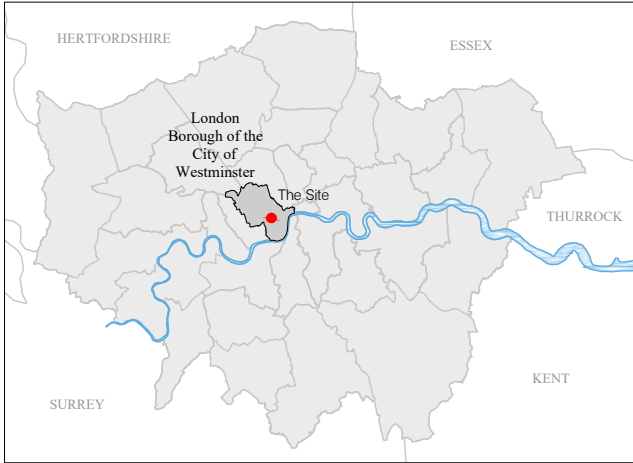 HERTFORDSHIRE
ESSEX
London
Borough of the
City of
Westminster
The Site
THURROCK
KENT
SURREY